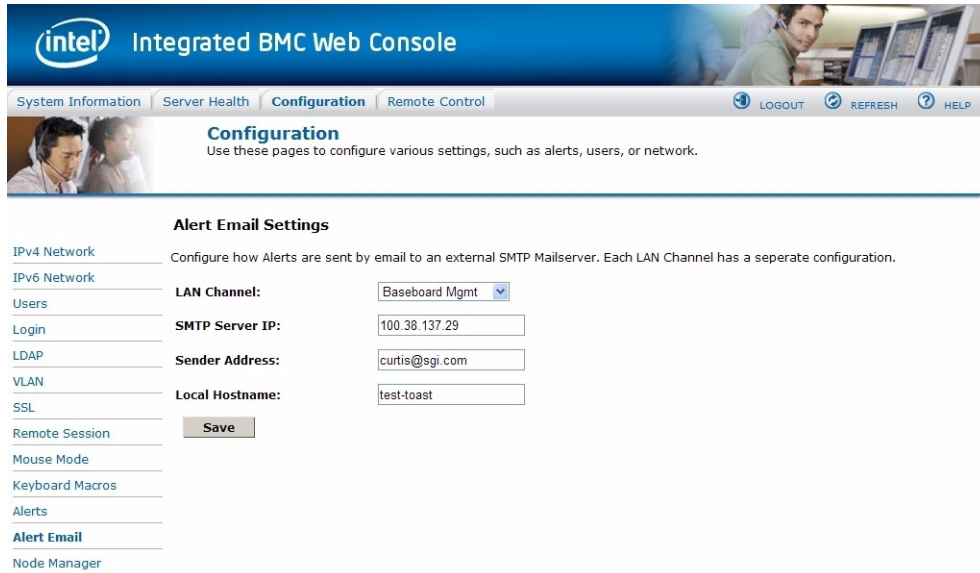 intel Integrated BMC Web Console
System Information Server Health Configuration Remote Control LOGOUT REFRESH HELP
Configuration
Use these pages to configure various settings, such as alerts, users, or network.
IPv4 Network
IPv6 Network
Users
Login
LDAP
VLAN
SSL
Remote Session
Mouse Mode
Keyboard Macros
Alerts
Alert Email
Node Manager
Alert Email Settings
Configure how Alerts are sent by email to an external SMTP Mailserver. Each LAN Channel has a seperate configuration.
LAN Channel: Baseboard Mgmt
SMTP Server IP: 100.38.137.29
Sender Address: curtis@sgi.com
Local Hostname: test-toast
Save